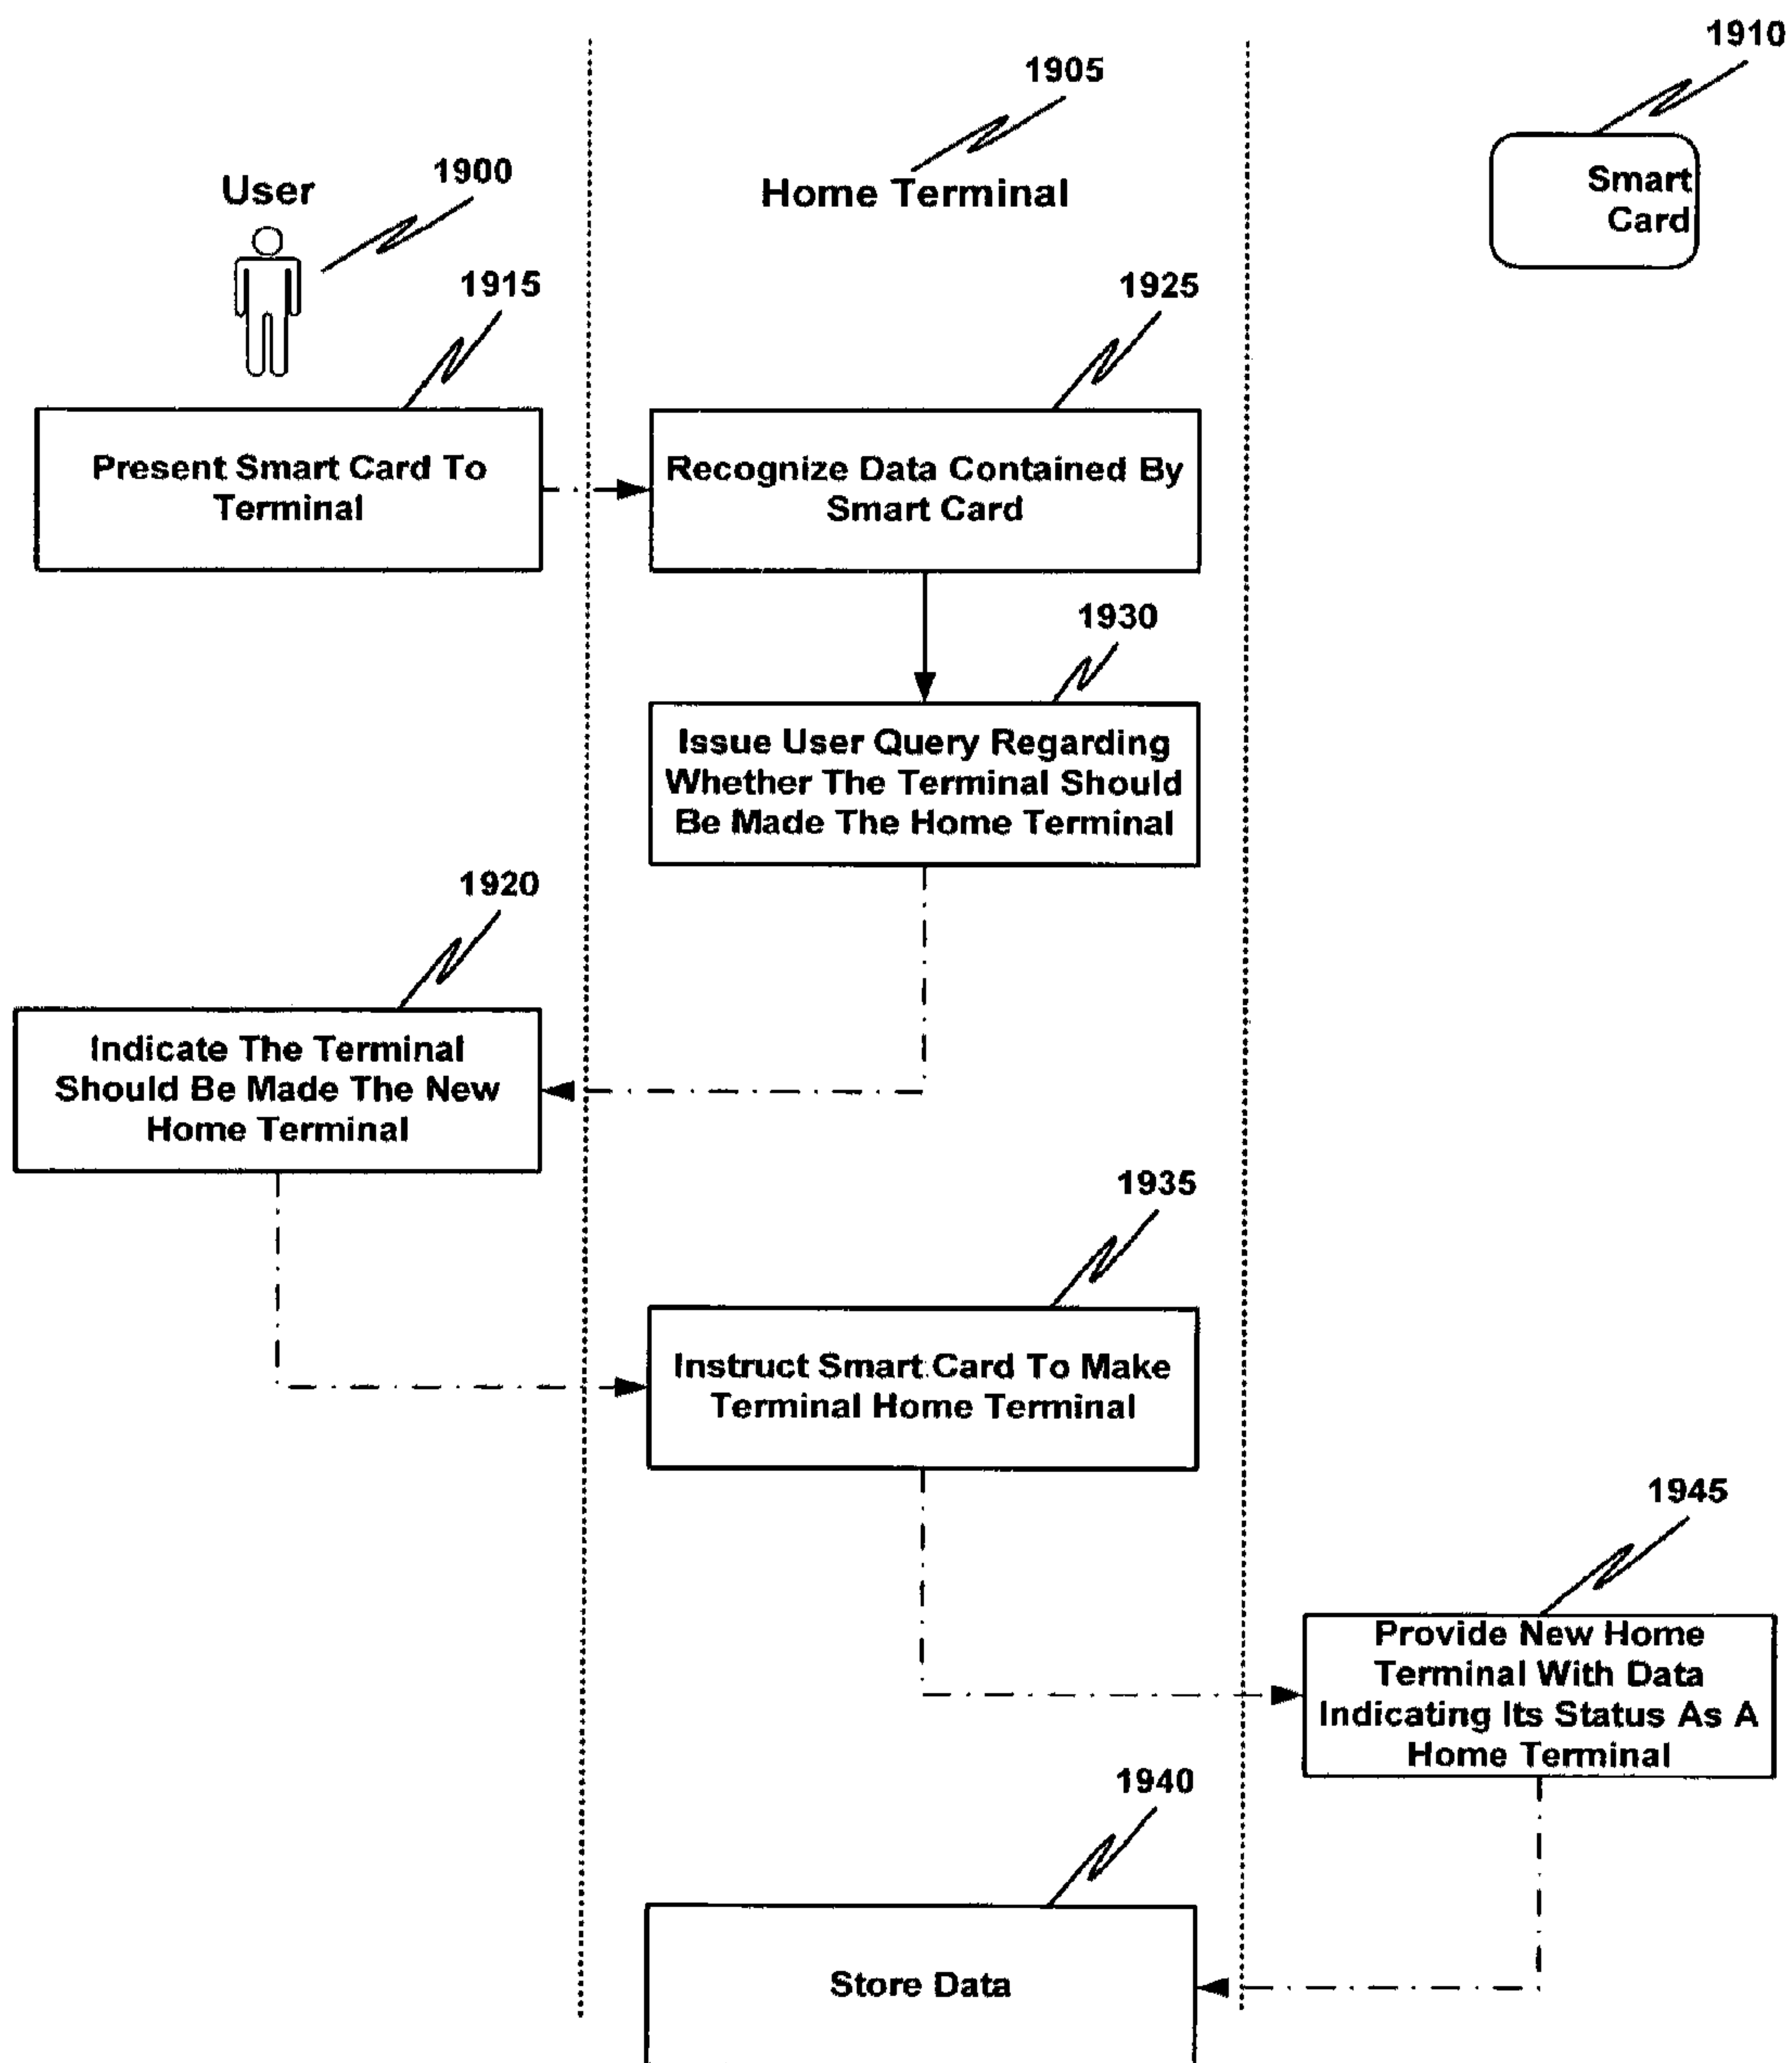 1910
1905
User
1900
Home Terminal
Smart
Card
1915
1925
Present Smart Card To
Terminal
Recognize Data Contained By
Smart Card
1930
Issue User Query Regarding
Whether The Terminal Should
Be Made The Home Terminal
1920
Indicate The Terminal
Should Be Made The New
Home Terminal
1935
Instruct Smart Card To Make
Terminal Home Terminal
1945
Provide New Home
Terminal With Data
Indicating Its Status As A
Home Terminal
1940
Store Data